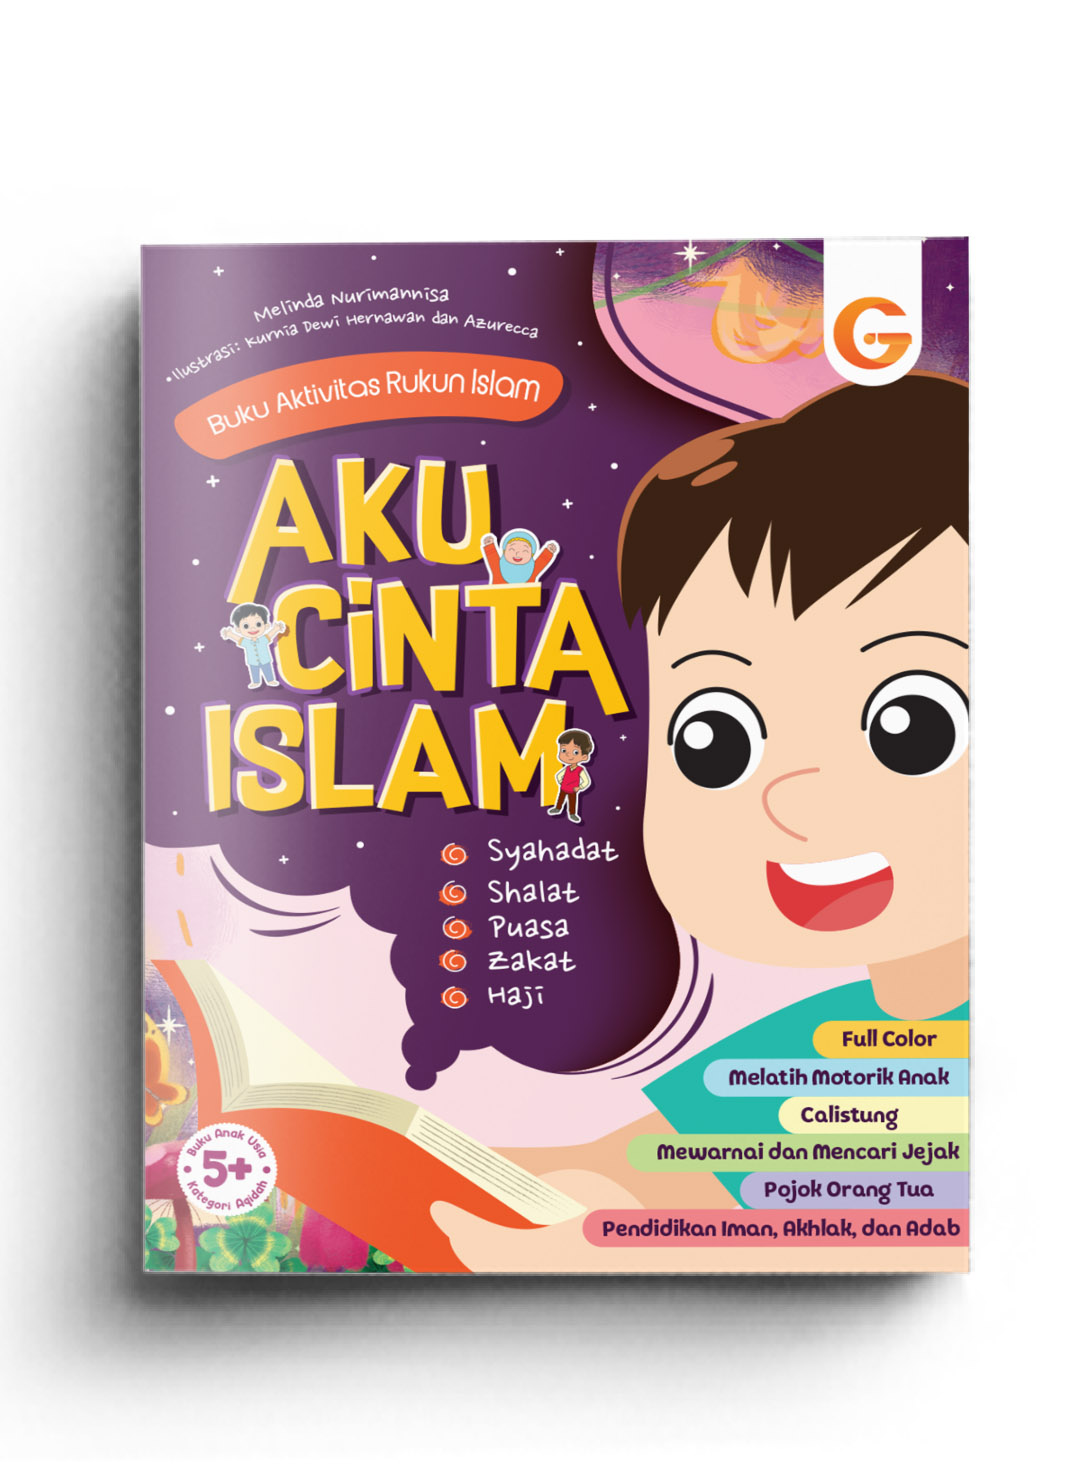 Melinda Nurimannisa
Ilustrasi: Kurnia Dewi Hernawan dan Azurecca
Buku Aktivitas Rukun Islam
AKU
CiNTA
ISLAM
Syahadat
Shalat
Puasa
Zakat
Haji
Full Color
Melatih Motorik Anak
Calistung
Mewarnai dan Mencari Jejak
Pojok Orang Tua
Pendidikan Iman, Akhlak, dan Adab
Buku Anak Usia
5+
Kategori Aqidah
G